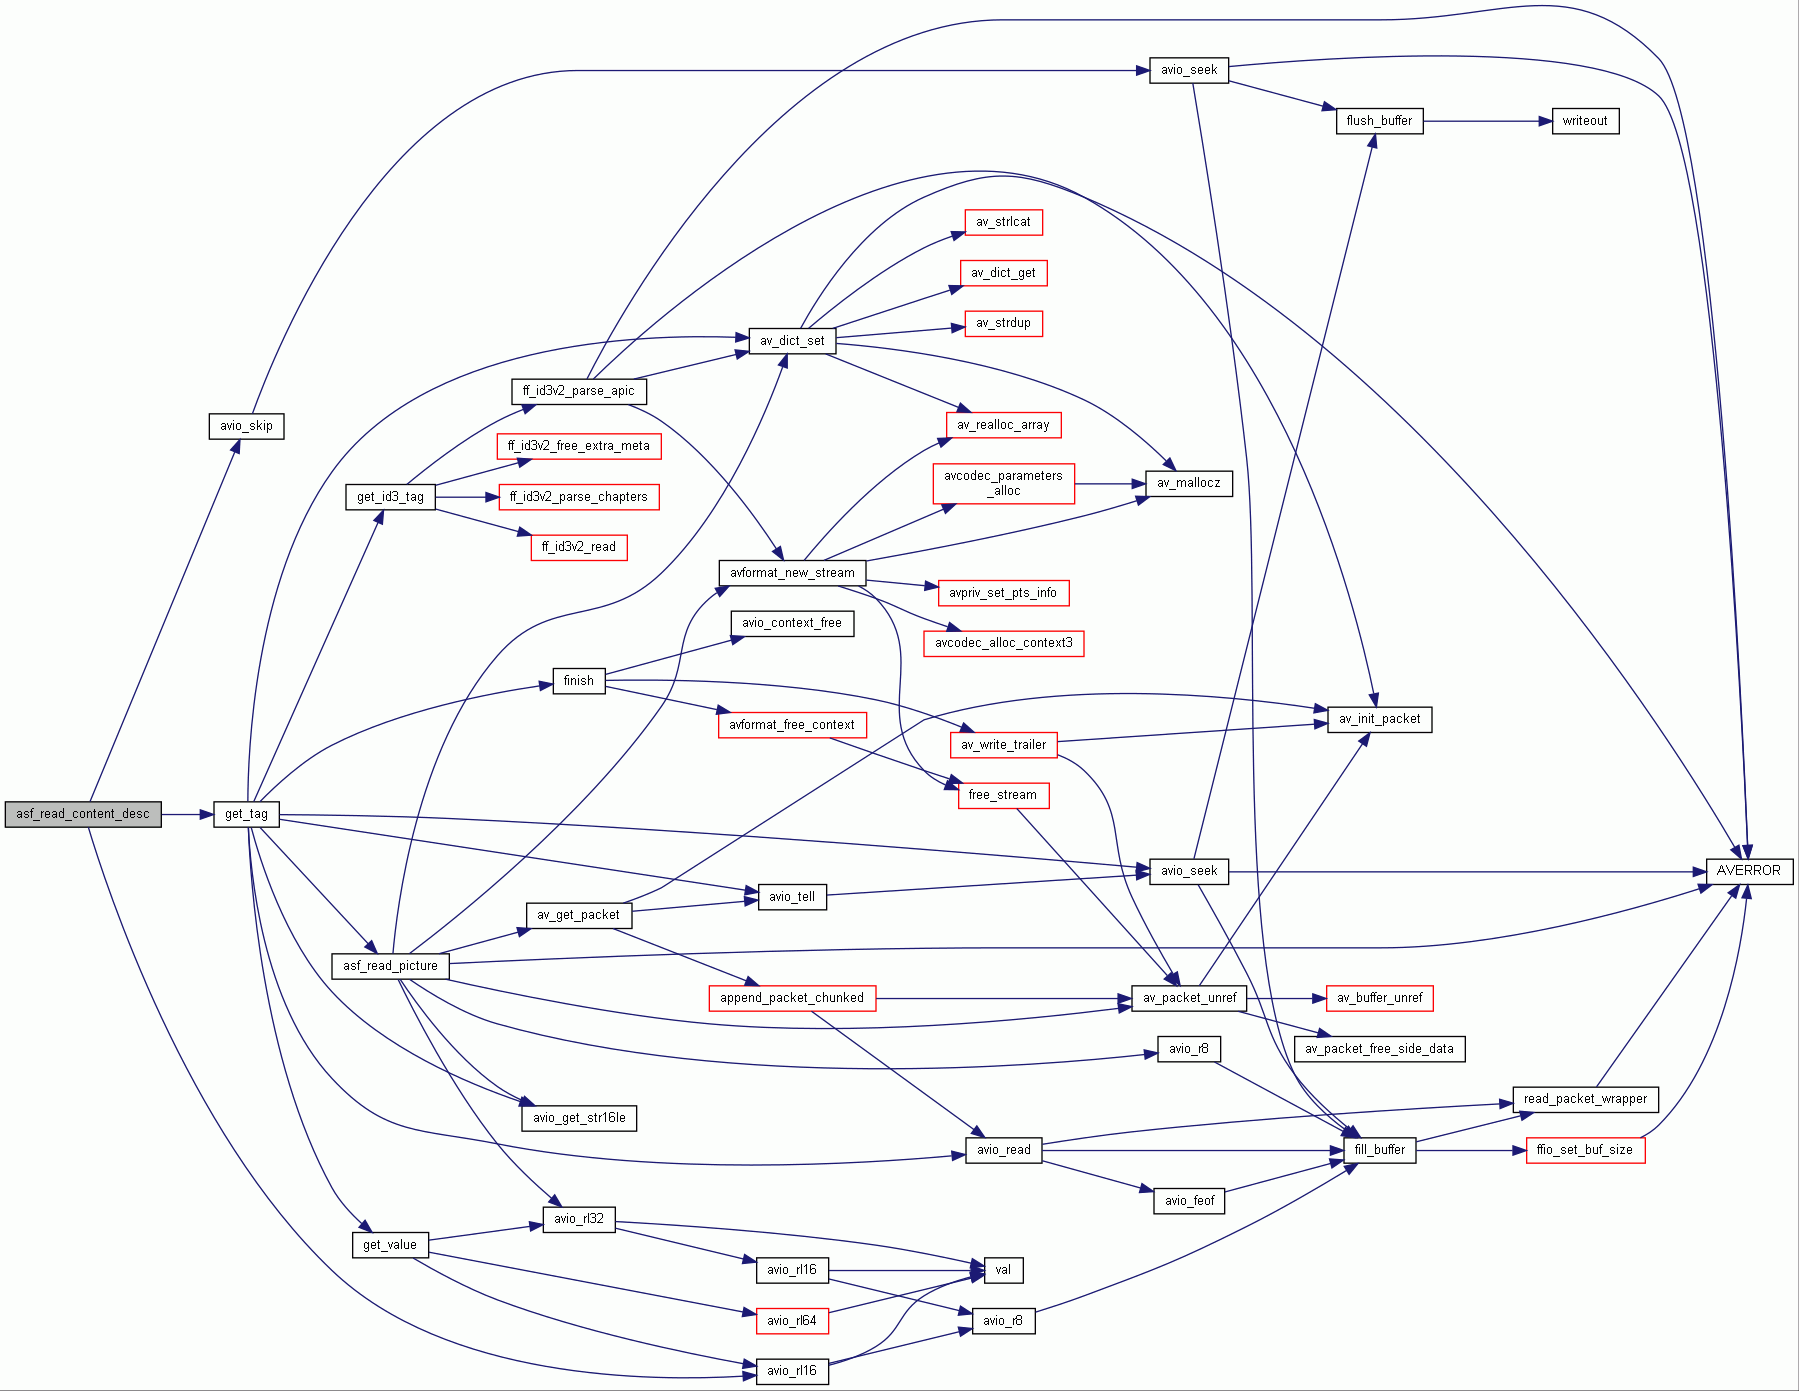 avio_seek
flush_buffer
writeout
av_strlcat
av_dict_get
av_strdup
av_dict_set
ff_id3v2_parse_apic
avio_skip
av_realloc_array
ff_id3v2_free_extra_meta
avcodec_parameters
_alloc
av_mallocz
get_id3_tag
ff_id3v2_parse_chapters
ff_id3v2_read
avformat_new_stream
avpriv_set_pts_info
avio_context_free
avcodec_alloc_context3
finish
avformat_free_context
av_init_packet
av_write_trailer
free_stream
asf_read_content_desc
get_tag
avio_seek
AVERROR
avio_tell
av_get_packet
asf_read_picture
append_packet_chunked
av_packet_unref
av_buffer_unref
avio_r8
av_packet_free_side_data
read_packet_wrapper
avio_get_str16le
avio_read
fill_buffer
ffio_set_buf_size
avio_feof
avio_rl32
get_value
avio_rl16
val
avio_rl64
avio_r8
avio_rl16